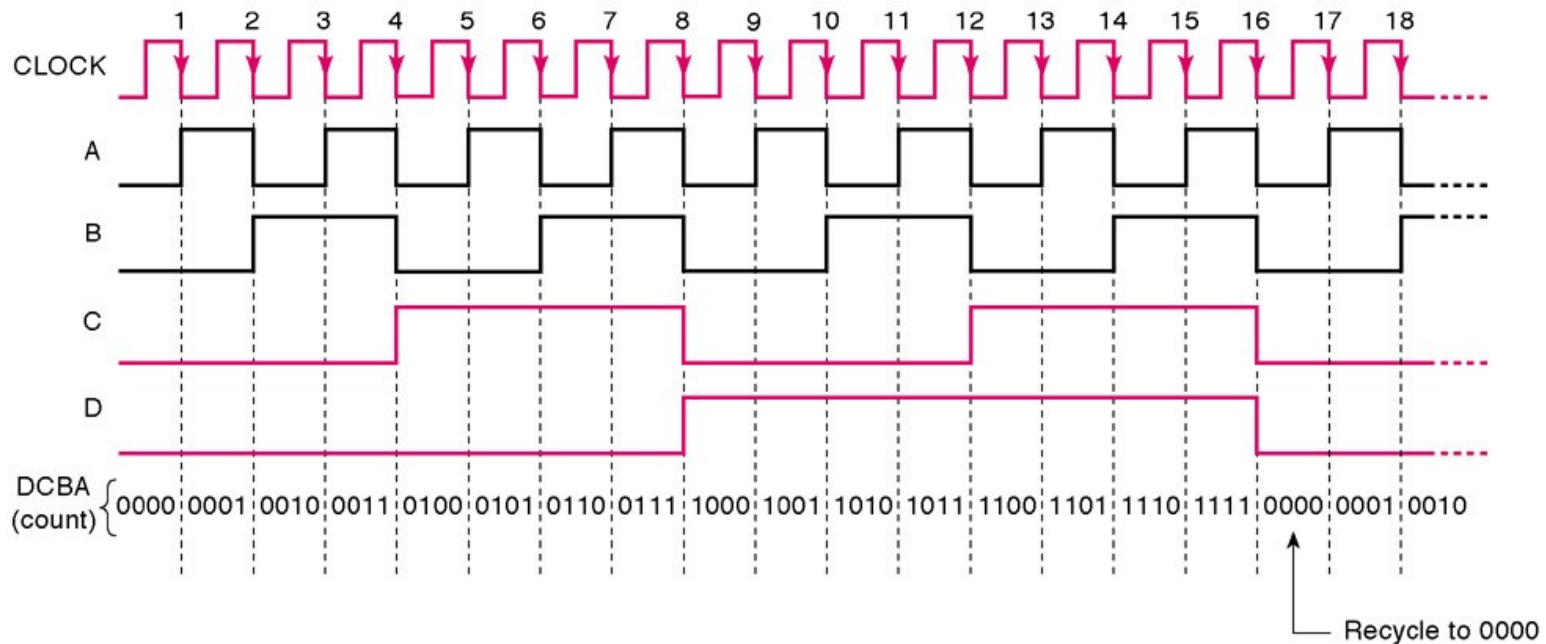 1 2 3 4 5 6 7 8 9 10 11 12 13 14 15 16 17 18
CLOCK
A
B
C
D
DCBA
(count)
0000 0001 0010 0011 0100 0101 0110 0111 1000 1001 1010 1011 1100 1101 1110 1111 0000 0001 0010
Recycle to 0000